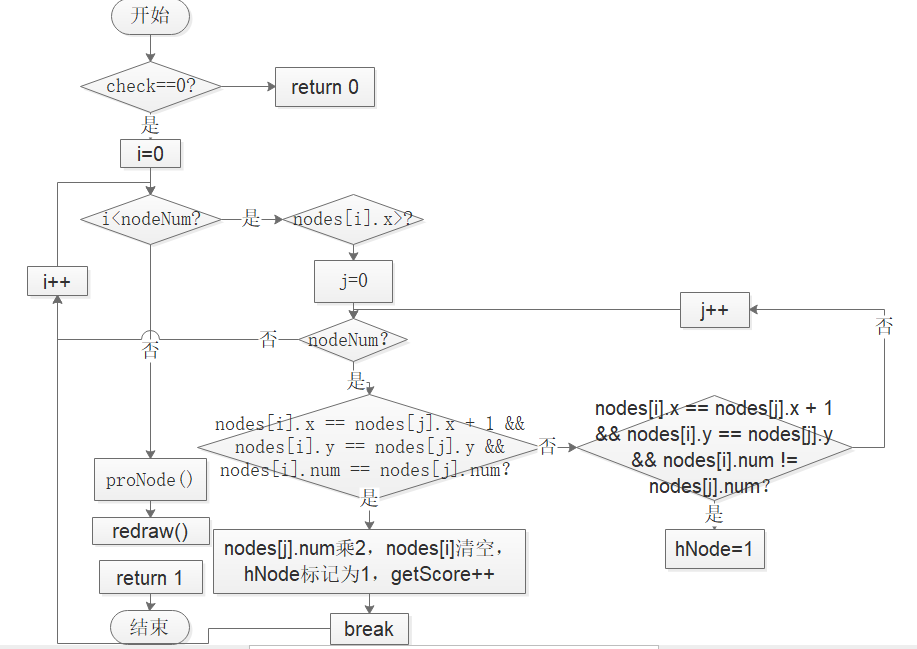 开始
check==0?
return 0
是
i=0
i<nodeNum?
是
nodes[i].x>?
i++
j=0
j++
否
nodeNum?
否
否
是
nodes[i].x == nodes[j].x + 1 &&
nodes[i].y == nodes[j].y &&
nodes[i].num == nodes[j].num?
否
nodes[i].x == nodes[j].x + 1
&& nodes[i].y == nodes[j].y
&& nodes[i].num !=
nodes[j].num?
proNode()
是
是
redraw()
nodes[j].num乘2，nodes[i]清空，
hNode标记为1，getScore++
hNode=1
return 1
结束
break